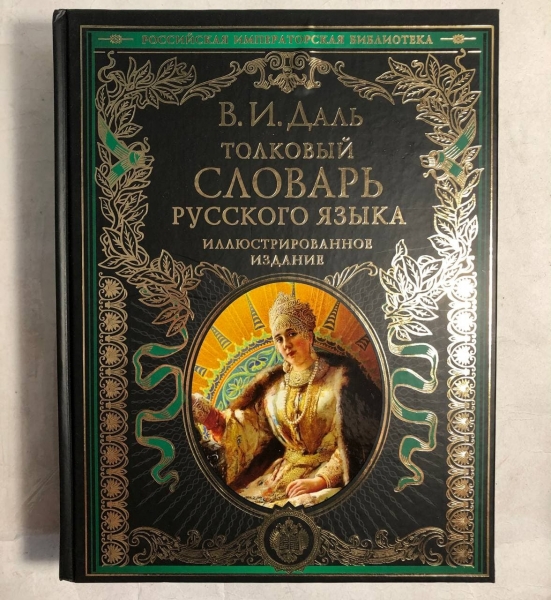 РОССИЙСКАЯ ИМПЕРАТОРСКАЯ БИБЛИОТЕКА
В. И. ДАЛЬ
ТОЛКОВЫЙ
СЛОВАРЬ
РУССКОГО ЯЗЫКА
ИЛЛЮСТРИРОВАННОЕ
ИЗДАНИЕ